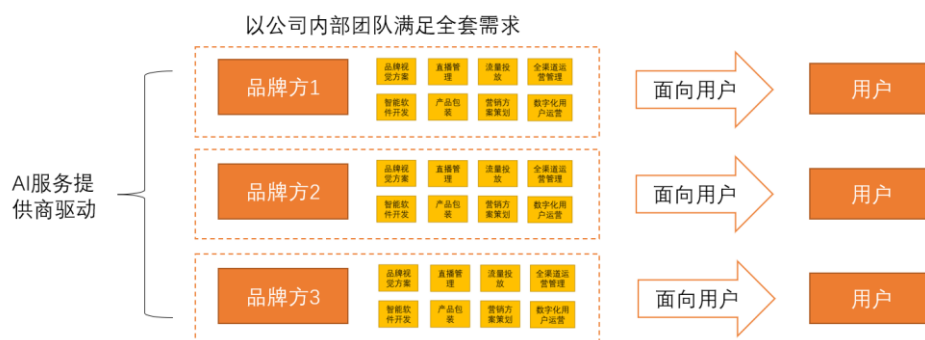 以公司内部团队满足全套需求
AI服务提
供商驱动
品牌方1
品牌视
觉方案
直播管
理
流量投
放
全渠道运
营管理
智能软
件开发
产品包
装
营销方
案策划
数字化用
户运营
面向用户
用户
品牌方2
品牌视
觉方案
直播管
理
流量投
放
全渠道运
营管理
智能软
件开发
产品包
装
营销方
案策划
数字化用
户运营
面向用户
用户
品牌方3
品牌视
觉方案
直播管
理
流量投
放
全渠道运
营管理
智能软
件开发
产品包
装
营销方
案策划
数字化用
户运营
面向用户
用户